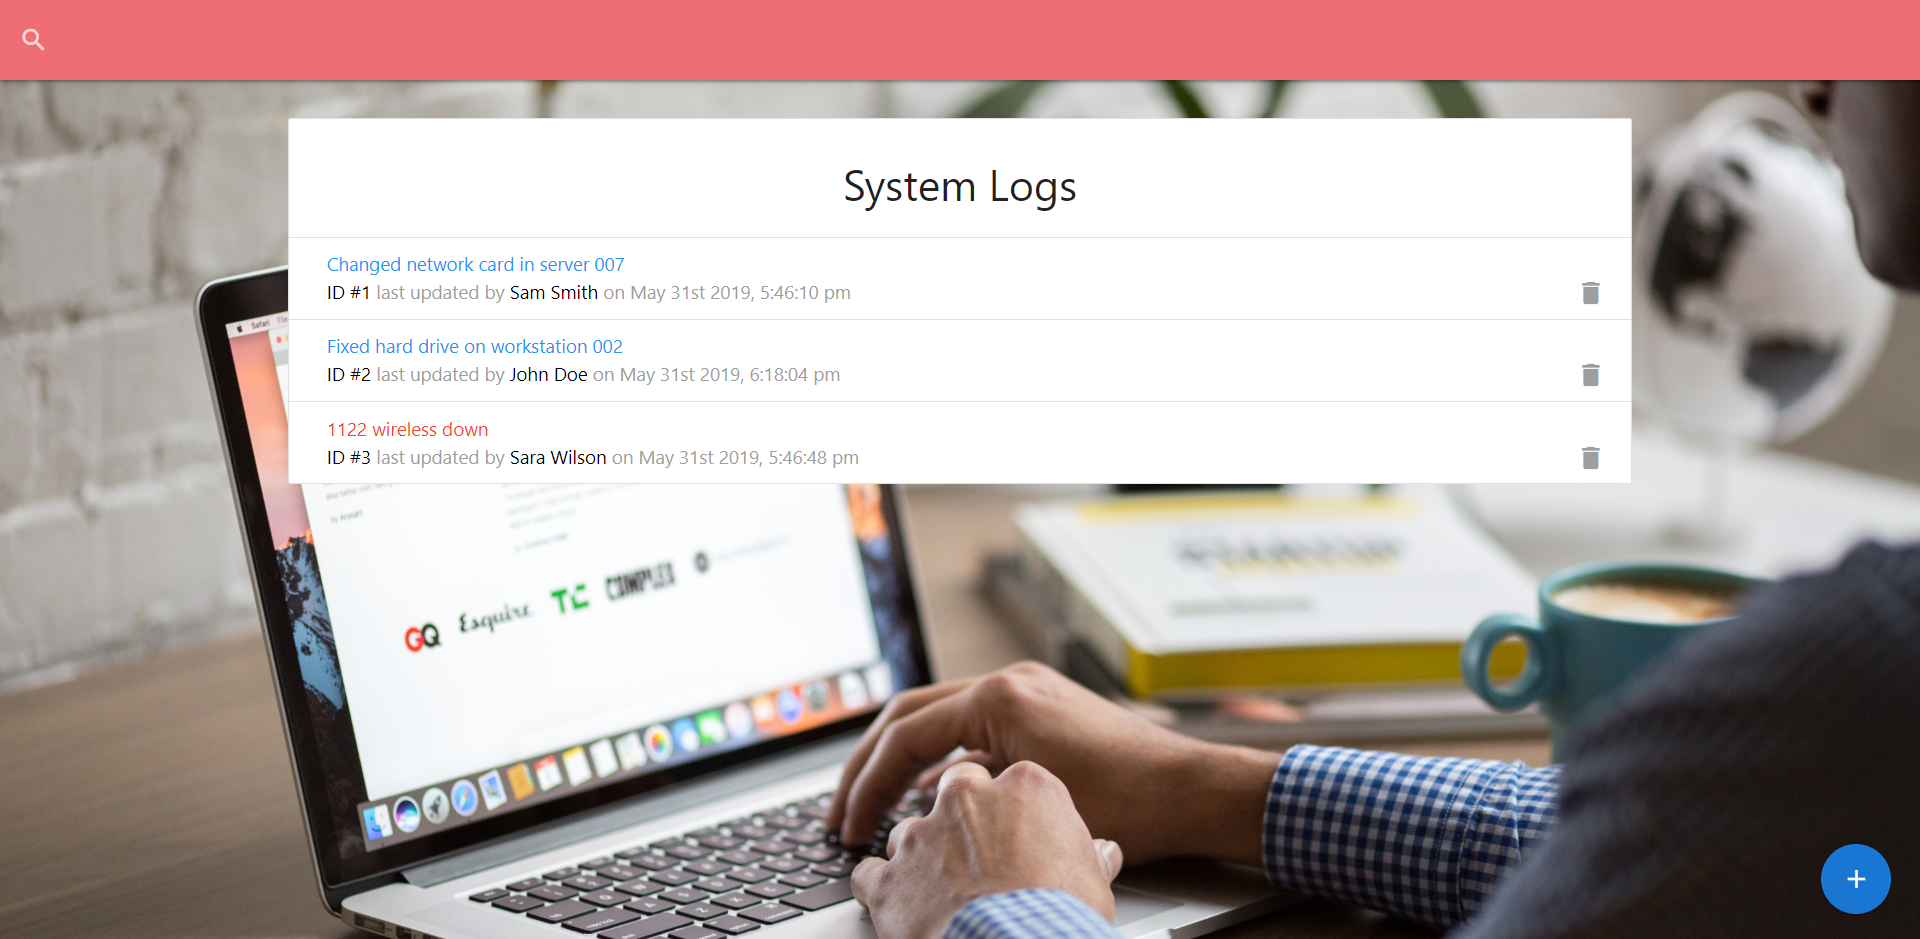 System Logs
Changed network card in server 007
ID #1 last updated by Sam Smith on May 31st 2019, 5:46:10 pm
Fixed hard drive on workstation 002
ID #2 last updated by John Doe on May 31st 2019, 6:18:04 pm
1122 wireless down
ID #3 last updated by Sara Wilson on May 31st 2019, 5:46:48 pm
Safari File
GQ Esquire TC COMPLEX
STARTUP